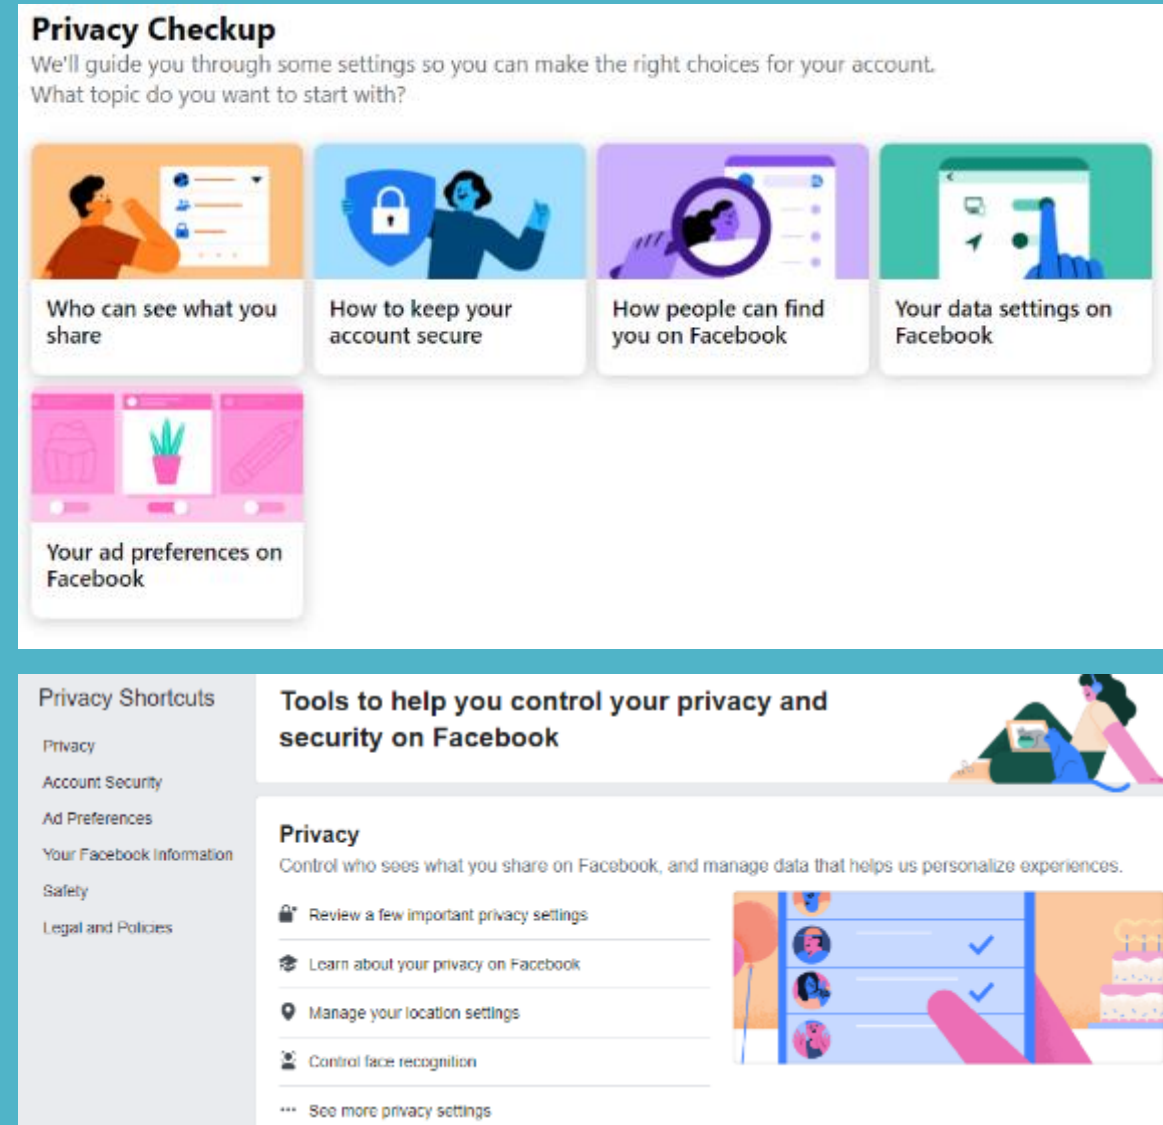 Privacy Checkup
We'll guide you through some settings so you can make the right choices for your account.
What topic do you want to start with?
Who can see what you
share
How to keep your
account secure
How people can find
you on Facebook
Your data settings on
Facebook
Your ad preferences on
Facebook
Privacy Shortcuts
Privacy
Account Security
Ad Preferences
Your Facebook Information
Safety
Legal and Policies
Tools to help you control your privacy and
security on Facebook
Privacy
Control who sees what you share on Facebook, and manage data that helps us personalize experiences.
Review a few important privacy settings
Learn about your privacy on Facebook
Manage your location settings
Control face recognition
See more privacy settings